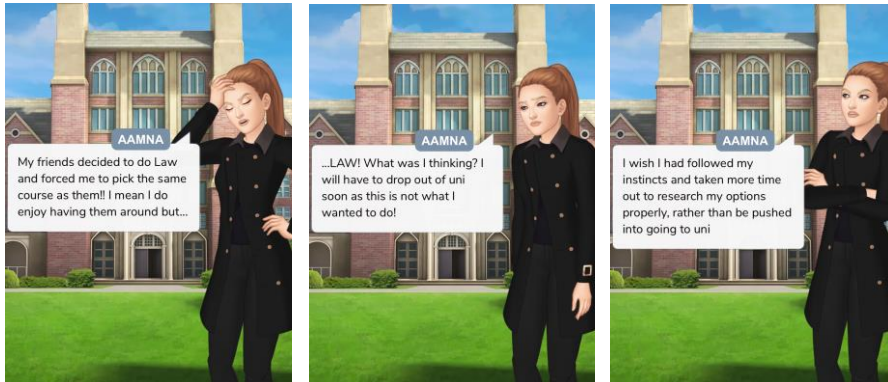 AAMNA
My friends decided to do Law
and forced me to pick the same
course as them!! I mean I do
enjoy having them around but...
AAMNA
...LAW! What was I thinking? I
will have to drop out of uni
soon as this is not what I
wanted to do!
AAMNA
I wish I had followed my
instincts and taken more time
out to research my options
properly, rather than be pushed
into going to uni